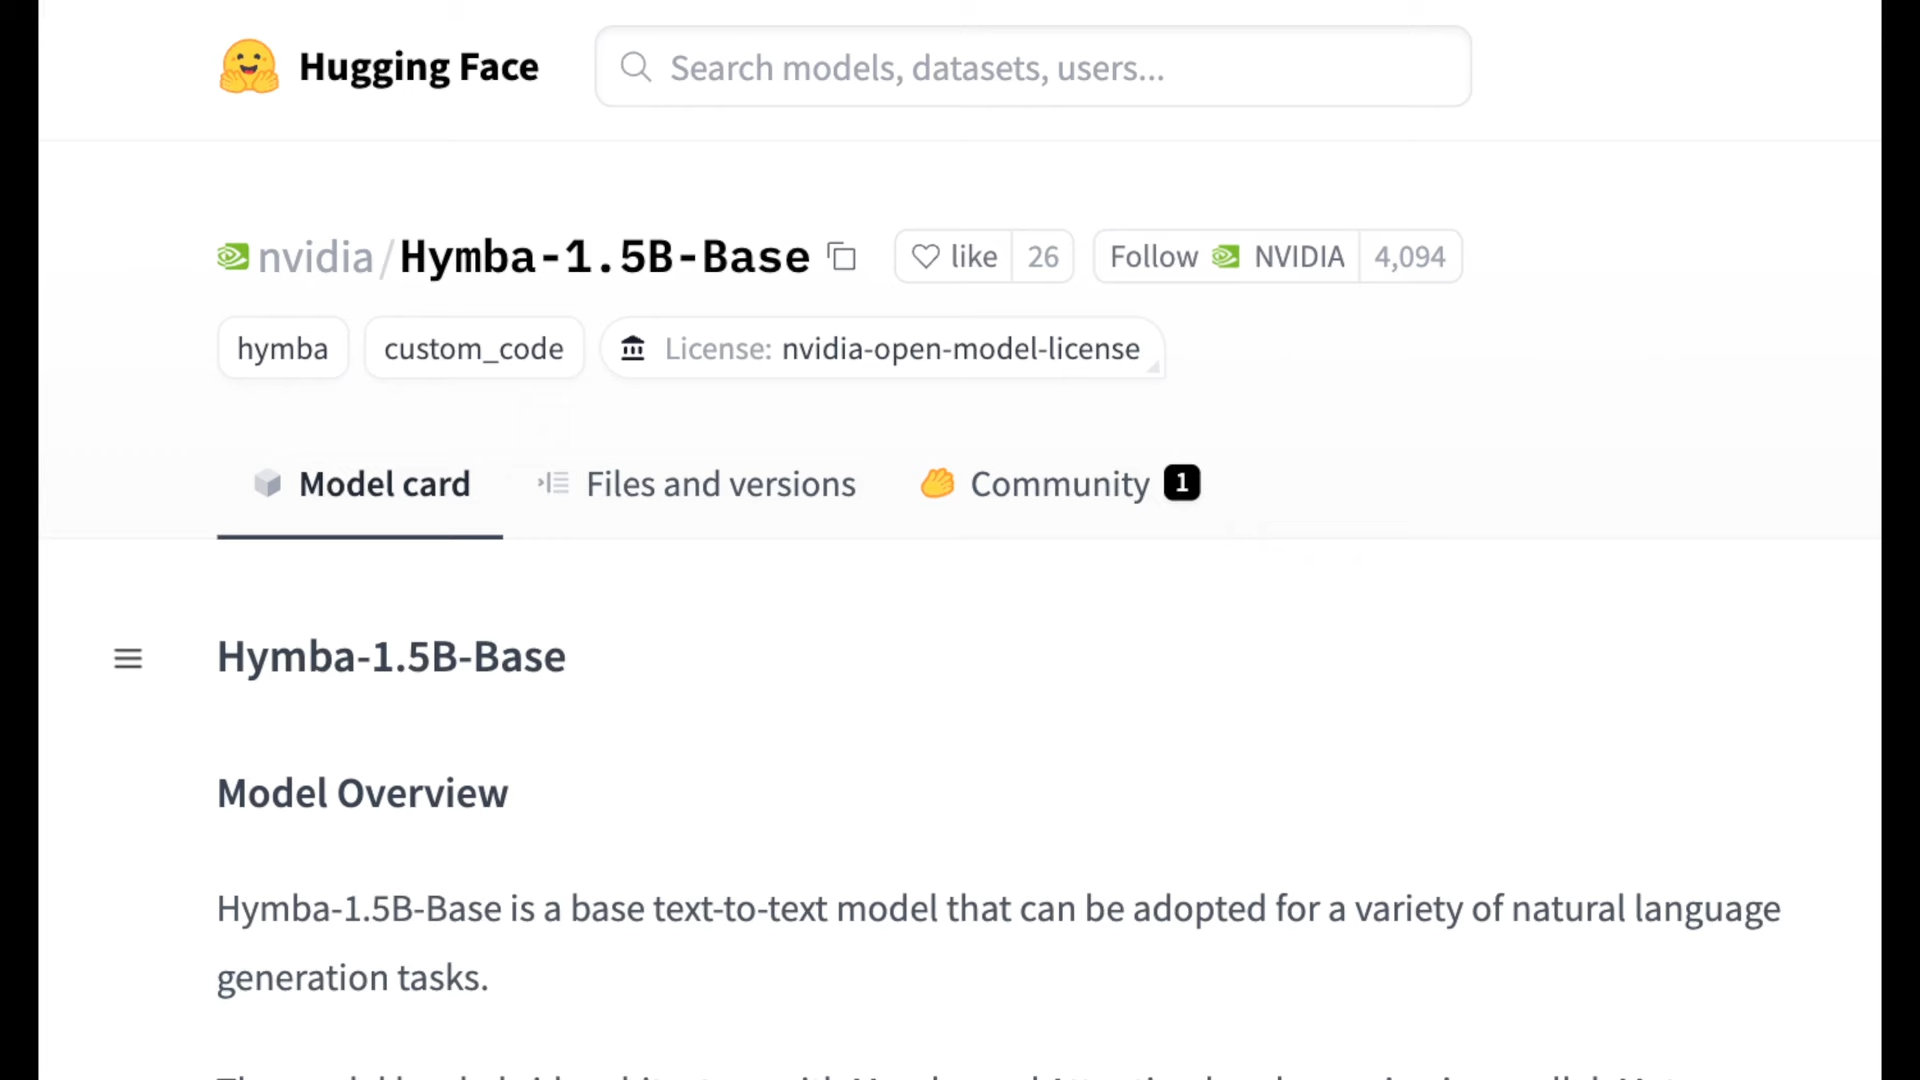 Hugging Face
Search models, datasets, users...
nvidia/Hymba-1.5B-Base like 26 Follow NVIDIA 4,094
hymba custom_code License: nvidia-open-model-license
Model card Files and versions Community 1
Hymba-1.5B-Base
Model Overview
Hymba-1.5B-Base is a base text-to-text model that can be adopted for a variety of natural language
generation tasks.